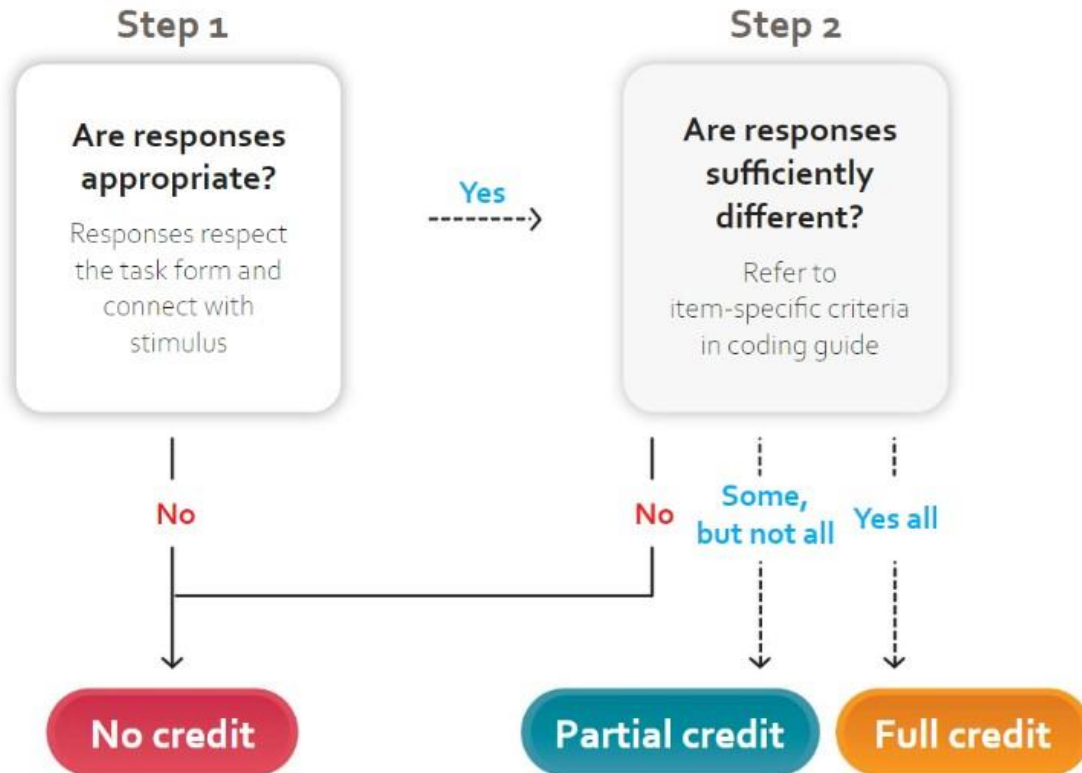 Step 1
Are responses
appropriate?
Responses respect
the task form and
connect with
stimulus
Yes
Step 2
Are responses
sufficiently
different?
Refer to
item-specific criteria
in coding guide
No
No
Some,
but not all
Yes all
No credit
Partial credit
Full credit